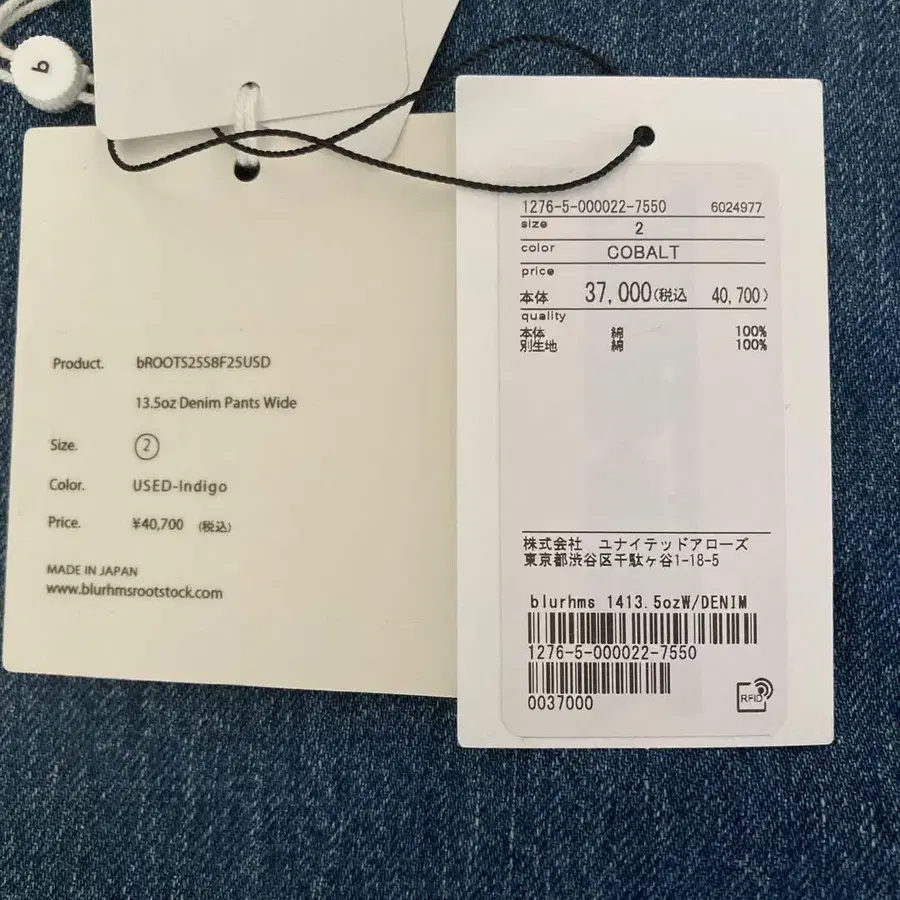 b
Product. bROOTS25S8F25USD
13.5oz Denim Pants Wide
Size. 2
Color. USED-Indigo
Price. ¥40,700 (税込)
MADE IN JAPAN
www.blurhmsrootstock.com
1276-5-000022-7550 6024977
size 2
color COBALT
price
本体 37,000(税込 40,700)
quality
本体 綿 100%
別生地 綿 100%
株式会社 ユナイテッドアローズ
東京都渋谷区千駄ヶ谷1-18-5
blurhms 1413.5ozW/DENIM
1276-5-000022-7550
0037000
RFID